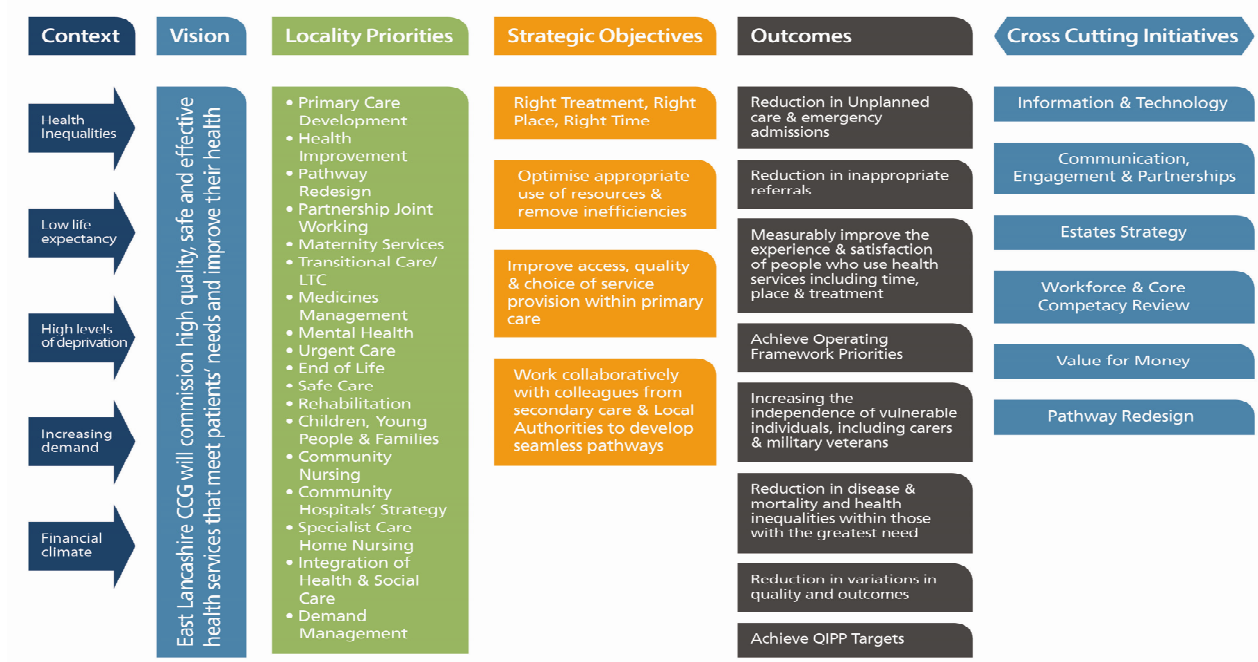 Context
Health
Inequalities
Low life
expectancy
High levels
of deprivation
Increasing
demand
Financial
climate
Vision
East Lancashire CCG will commission high quality, safe and effective
health services that meet patients' needs and improve their health
Locality Priorities
• Primary Care
Development
• Health
Improvement
• Pathway
Redesign
• Partnership Joint
Working
• Maternity Services
• Transitional Care/
LTC
• Medicines
Management
• Mental Health
• Urgent Care
• End of Life
• Safe Care
• Rehabilitation
• Children, Young
People & Families
• Community
Nursing
• Community
Hospitals' Strategy
• Specialist Care
Home Nursing
• Integration of
Health & Social
Care
• Demand
Management
Strategic Objectives
Right Treatment, Right
Place, Right Time
Optimise appropriate
use of resources &
remove inefficiencies
Improve access, quality
& choice of service
provision within primary
care
Work collaboratively
with colleagues from
secondary care & Local
Authorities to develop
seamless pathways
Outcomes
Reduction in Unplanned
care & emergency
admissions
Reduction in inappropriate
referrals
Measurably improve the
experience & satisfaction
of people who use health
services including time,
place & treatment
Achieve Operating
Framework Priorities
Increasing the
independence of vulnerable
individuals, including carers
& military veterans
Reduction in disease &
mortality and health
inequalities within those
with the greatest need
Reduction in variations in
quality and outcomes
Achieve QIPP Targets
Cross Cutting Initiatives
Information & Technology
Communication,
Engagement & Partnerships
Estates Strategy
Workforce & Core
Competacy Review
Value for Money
Pathway Redesign